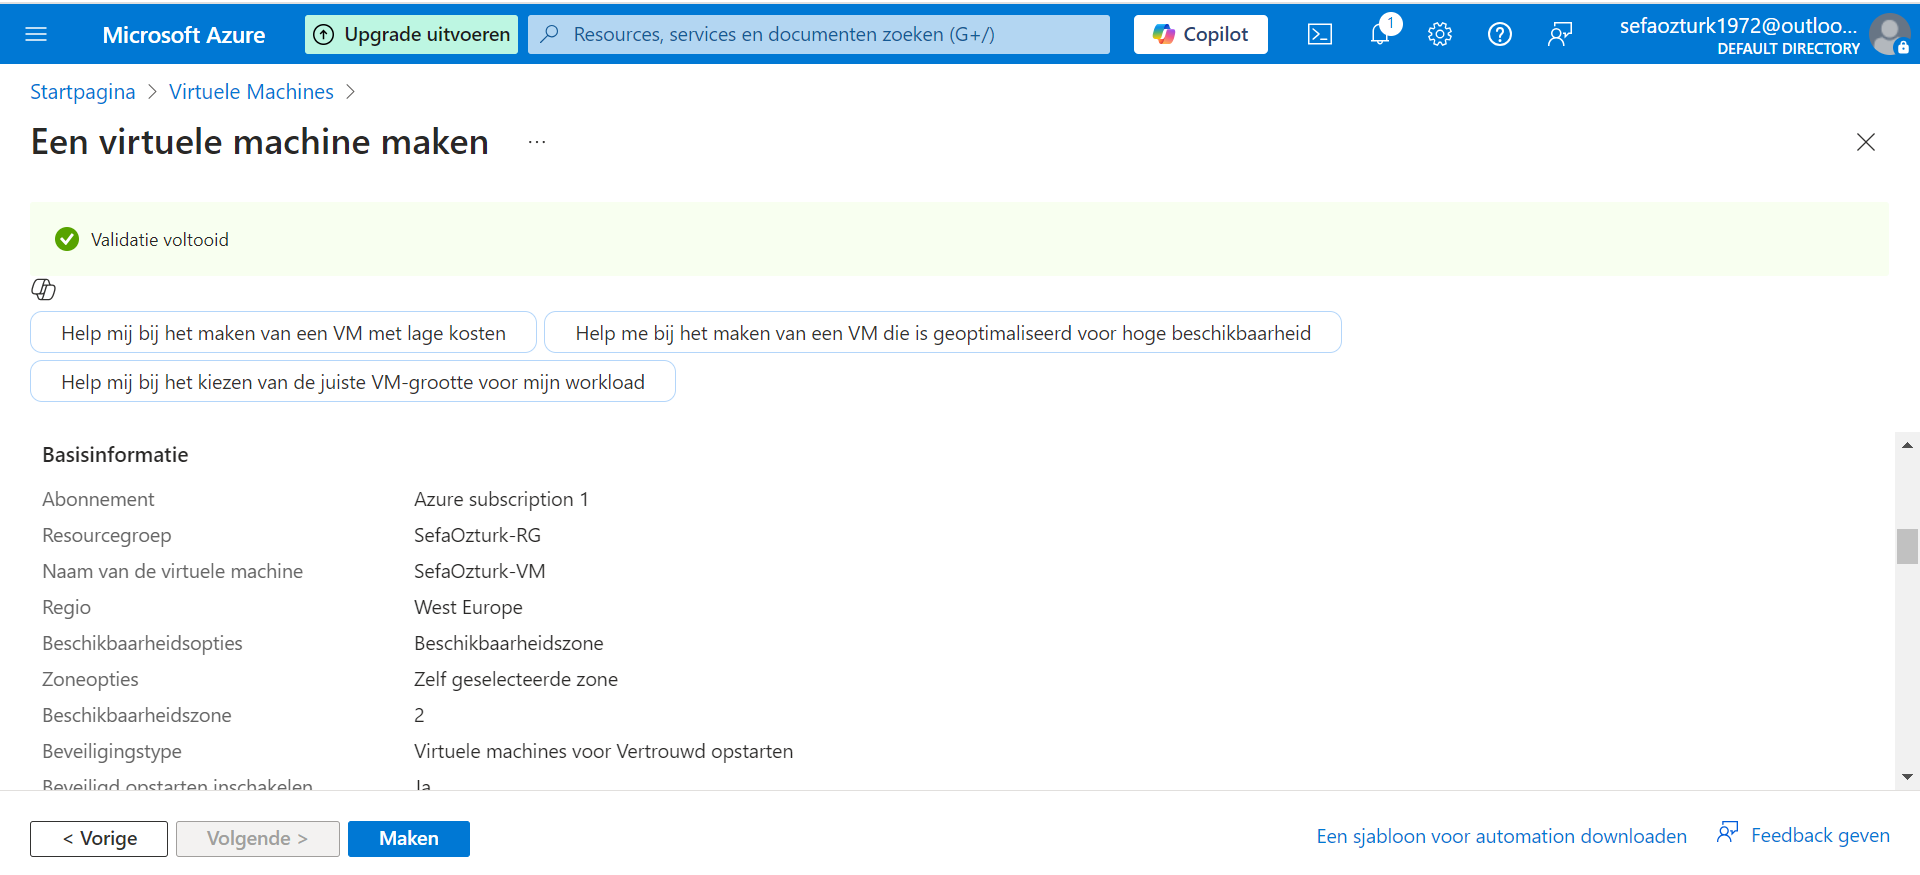 Microsoft Azure
Upgrade uitvoeren
Resources, services en documenten zoeken (G+/)
Copilot
1
sefaozturk1972@outloo...
DEFAULT DIRECTORY
Startpagina > Virtuele Machines >
Een virtuele machine maken ...
Validatie voltooid
Help mij bij het maken van een VM met lage kosten
Help me bij het maken van een VM die is geoptimaliseerd voor hoge beschikbaarheid
Help mij bij het kiezen van de juiste VM-grootte voor mijn workload
Basisinformatie
Abonnement Azure subscription 1
Resourcegroep SefaOzturk-RG
Naam van de virtuele machine SefaOzturk-VM
Regio West Europe
Beschikbaarheidsopties Beschikbaarheidszone
Zoneopties Zelf geselecteerde zone
Beschikbaarheidszone 2
Beveiligingstype Virtuele machines voor Vertrouwd opstarten
Beveiligd opstarten inschakelen Ja
< Vorige
Volgende >
Maken
Een sjabloon voor automation downloaden
Feedback geven